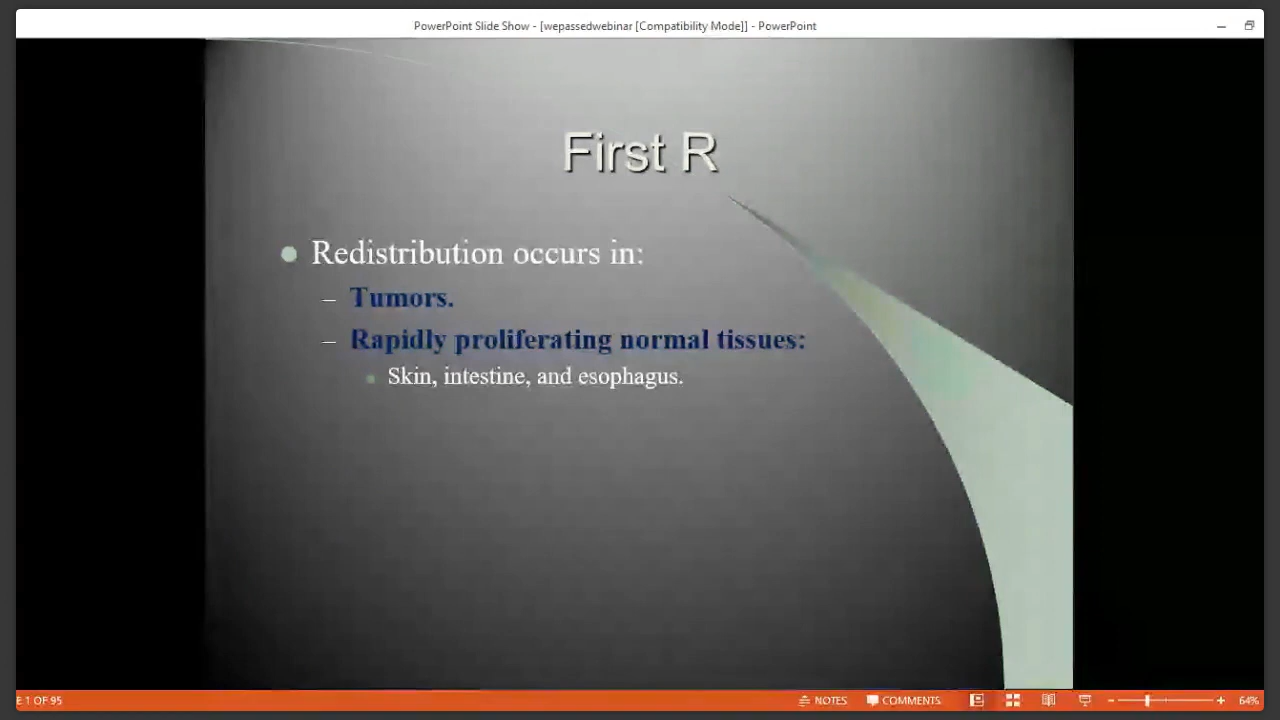 PowerPoint Slide Show - [wepassedwebinar [Compatibility Mode]] - PowerPoint
First R
Redistribution occurs in:
– Tumors.
– Rapidly proliferating normal tissues:
Skin, intestine, and esophagus.
E 1 OF 95
NOTES
COMMENTS
64%